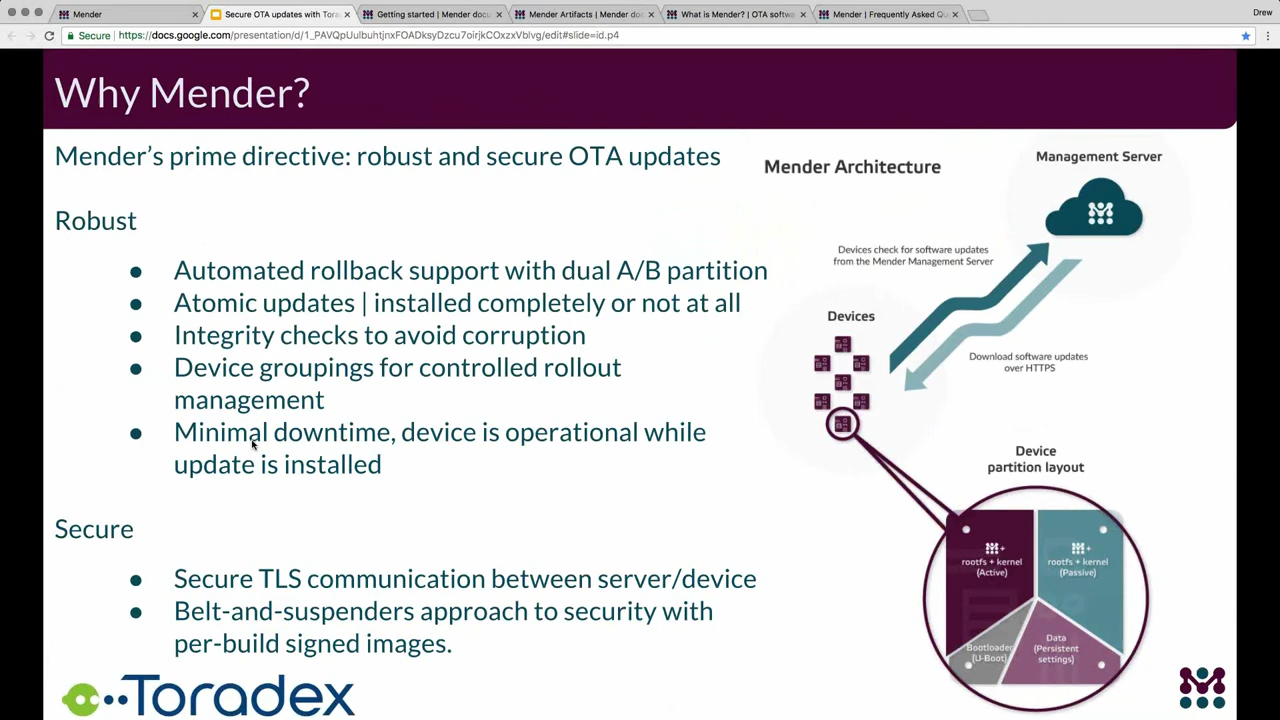 Mender
Secure OTA updates with Tora
Getting started | Mender docu
Mender Artifacts | Mender do
What is Mender? | OTA softwa
Mender | Frequently Asked Qu
Drew
Secure
https://docs.google.com/presentation/d/1_PAVQpUulbuhtjnxFOADksyDzcu7oirjkCOxzxVblvg/edit#slide=id.p4
Why Mender?
Mender's prime directive: robust and secure OTA updates
Robust
● Automated rollback support with dual A/B partition
● Atomic updates | installed completely or not at all
● Integrity checks to avoid corruption
● Device groupings for controlled rollout
management
● Minimal downtime, device is operational while
update is installed
Secure
● Secure TLS communication between server/device
● Belt-and-suspenders approach to security with
per-build signed images.
Toradex
Mender Architecture
Management Server
Devices check for software updates
from the Mender Management Server
Devices
Download software updates
over HTTPS
Device
partition layout
+
rootfs + kernel
(Active)
+
rootfs + kernel
(Passive)
Bootloader
(U-Boot)
Data
(Persistent
settings)